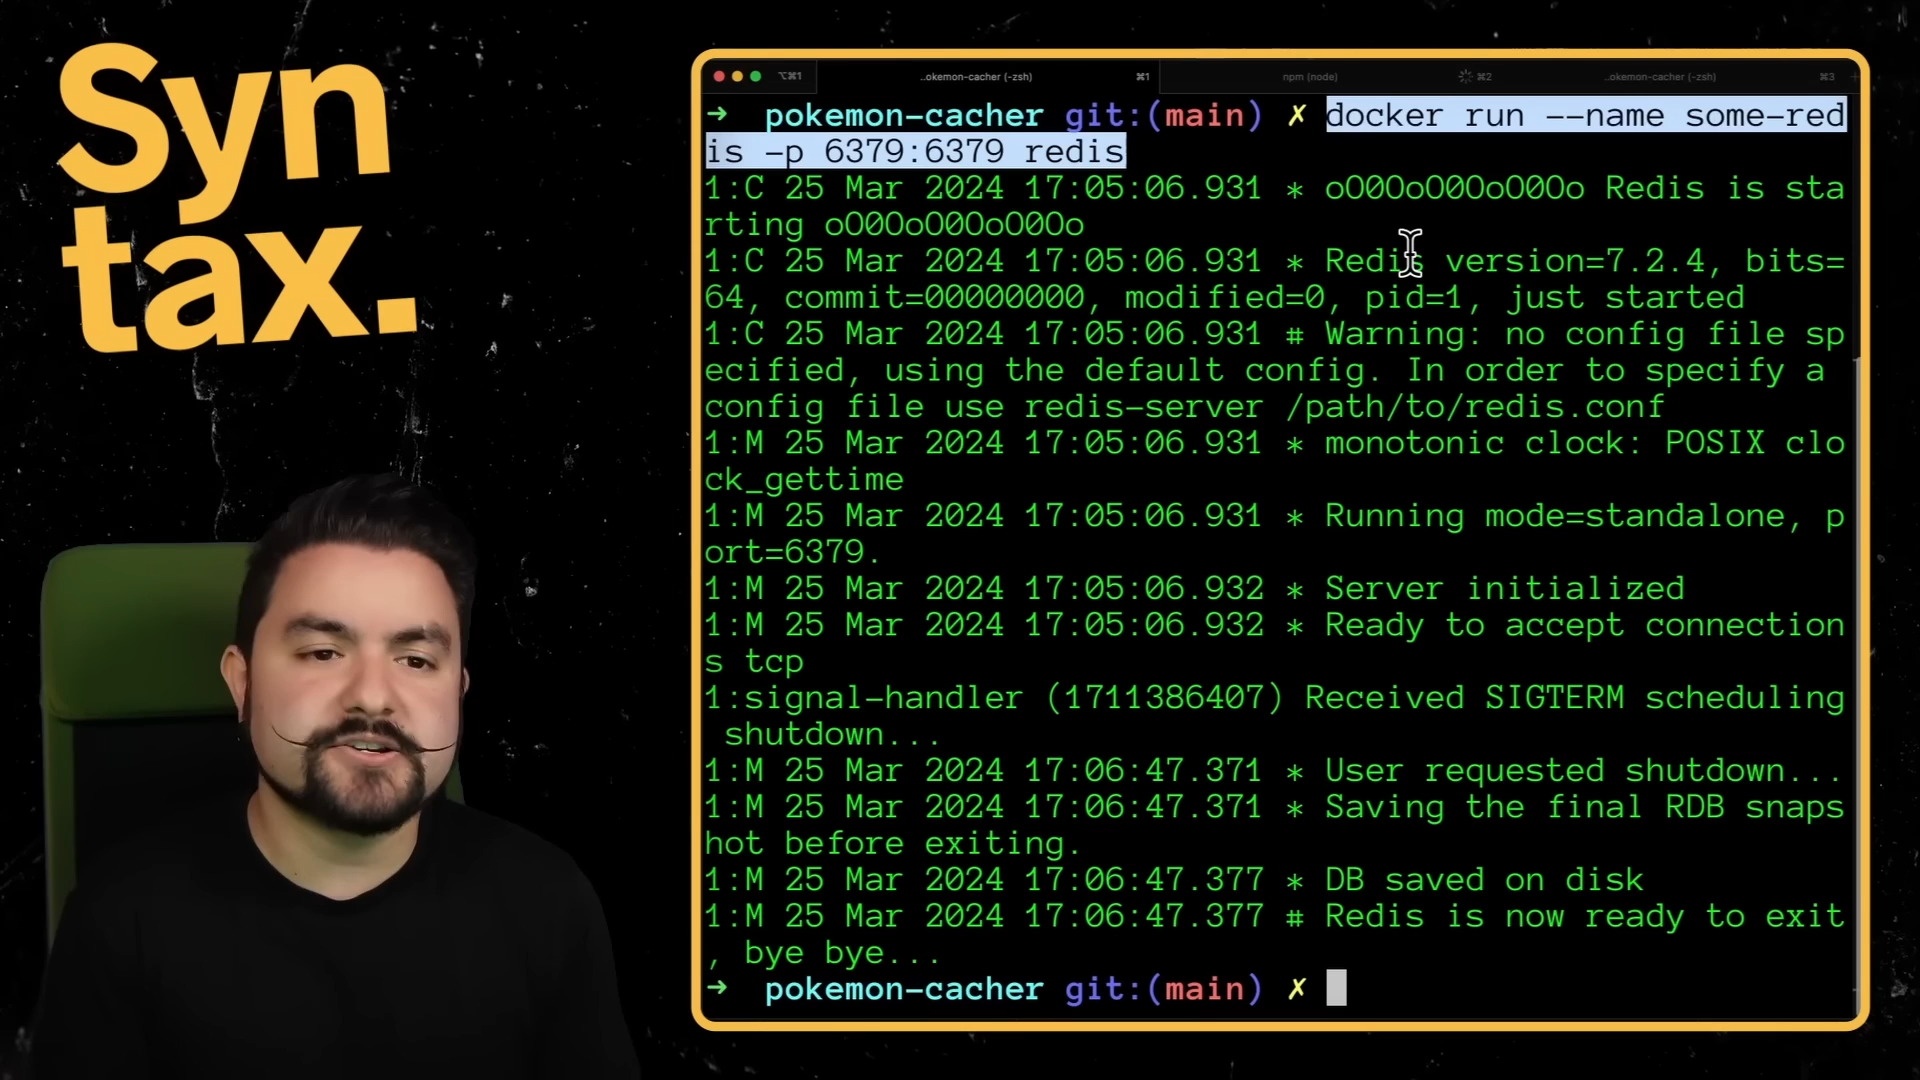 Syn
tax.
⌥⌘1
..okemon-cacher (-zsh)
⌘1
npm (node)
⌘2
..okemon-cacher (-zsh)
⌘3
→ pokemon-cacher git:(main) ✗ docker run --name some-red
is -p 6379:6379 redis
1:C 25 Mar 2024 17:05:06.931 * oO0OoO0OoO0Oo Redis is sta
rting oO0OoO0OoO0Oo
1:C 25 Mar 2024 17:05:06.931 * Redis version=7.2.4, bits=
64, commit=00000000, modified=0, pid=1, just started
1:C 25 Mar 2024 17:05:06.931 # Warning: no config file sp
ecified, using the default config. In order to specify a
config file use redis-server /path/to/redis.conf
1:M 25 Mar 2024 17:05:06.931 * monotonic clock: POSIX clo
ck_gettime
1:M 25 Mar 2024 17:05:06.931 * Running mode=standalone, p
ort=6379.
1:M 25 Mar 2024 17:05:06.932 * Server initialized
1:M 25 Mar 2024 17:05:06.932 * Ready to accept connection
s tcp
1:signal-handler (1711386407) Received SIGTERM scheduling
shutdown...
1:M 25 Mar 2024 17:06:47.371 * User requested shutdown...
1:M 25 Mar 2024 17:06:47.371 * Saving the final RDB snaps
hot before exiting.
1:M 25 Mar 2024 17:06:47.377 * DB saved on disk
1:M 25 Mar 2024 17:06:47.377 # Redis is now ready to exit
, bye bye...
→ pokemon-cacher git:(main) ✗